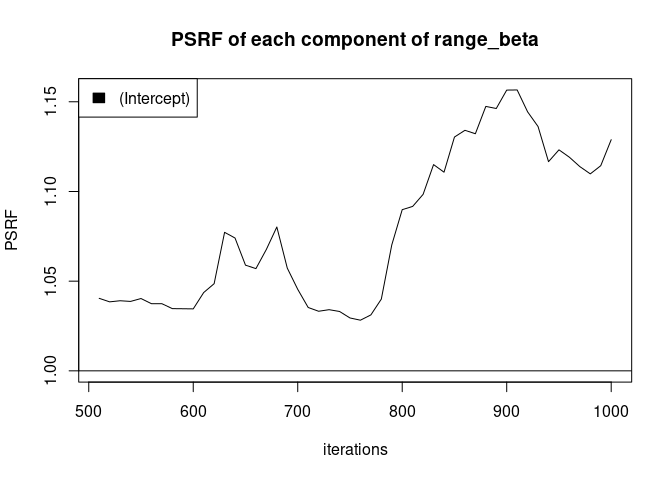 PSRF of each component of range_beta
(Intercept)
PSRF
1.15
1.10
1.05
1.00
500 600 700 800 900 1000
iterations